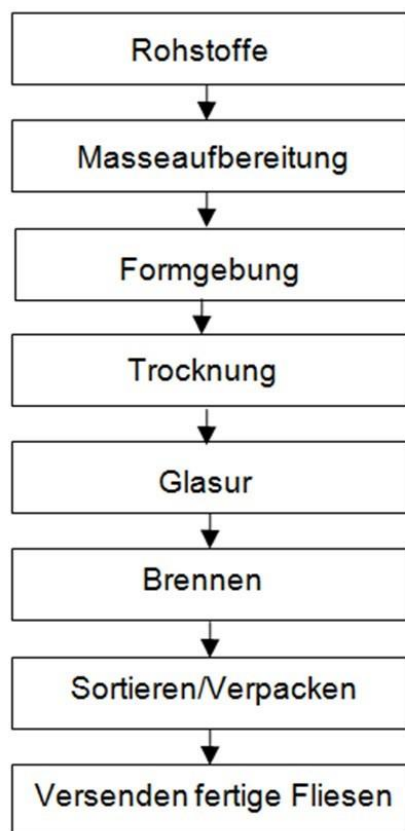 Rohstoffe
Masseaufbereitung
Formgebung
Trocknung
Glasur
Brennen
Sortieren/Verpacken
Versenden fertige Fliesen